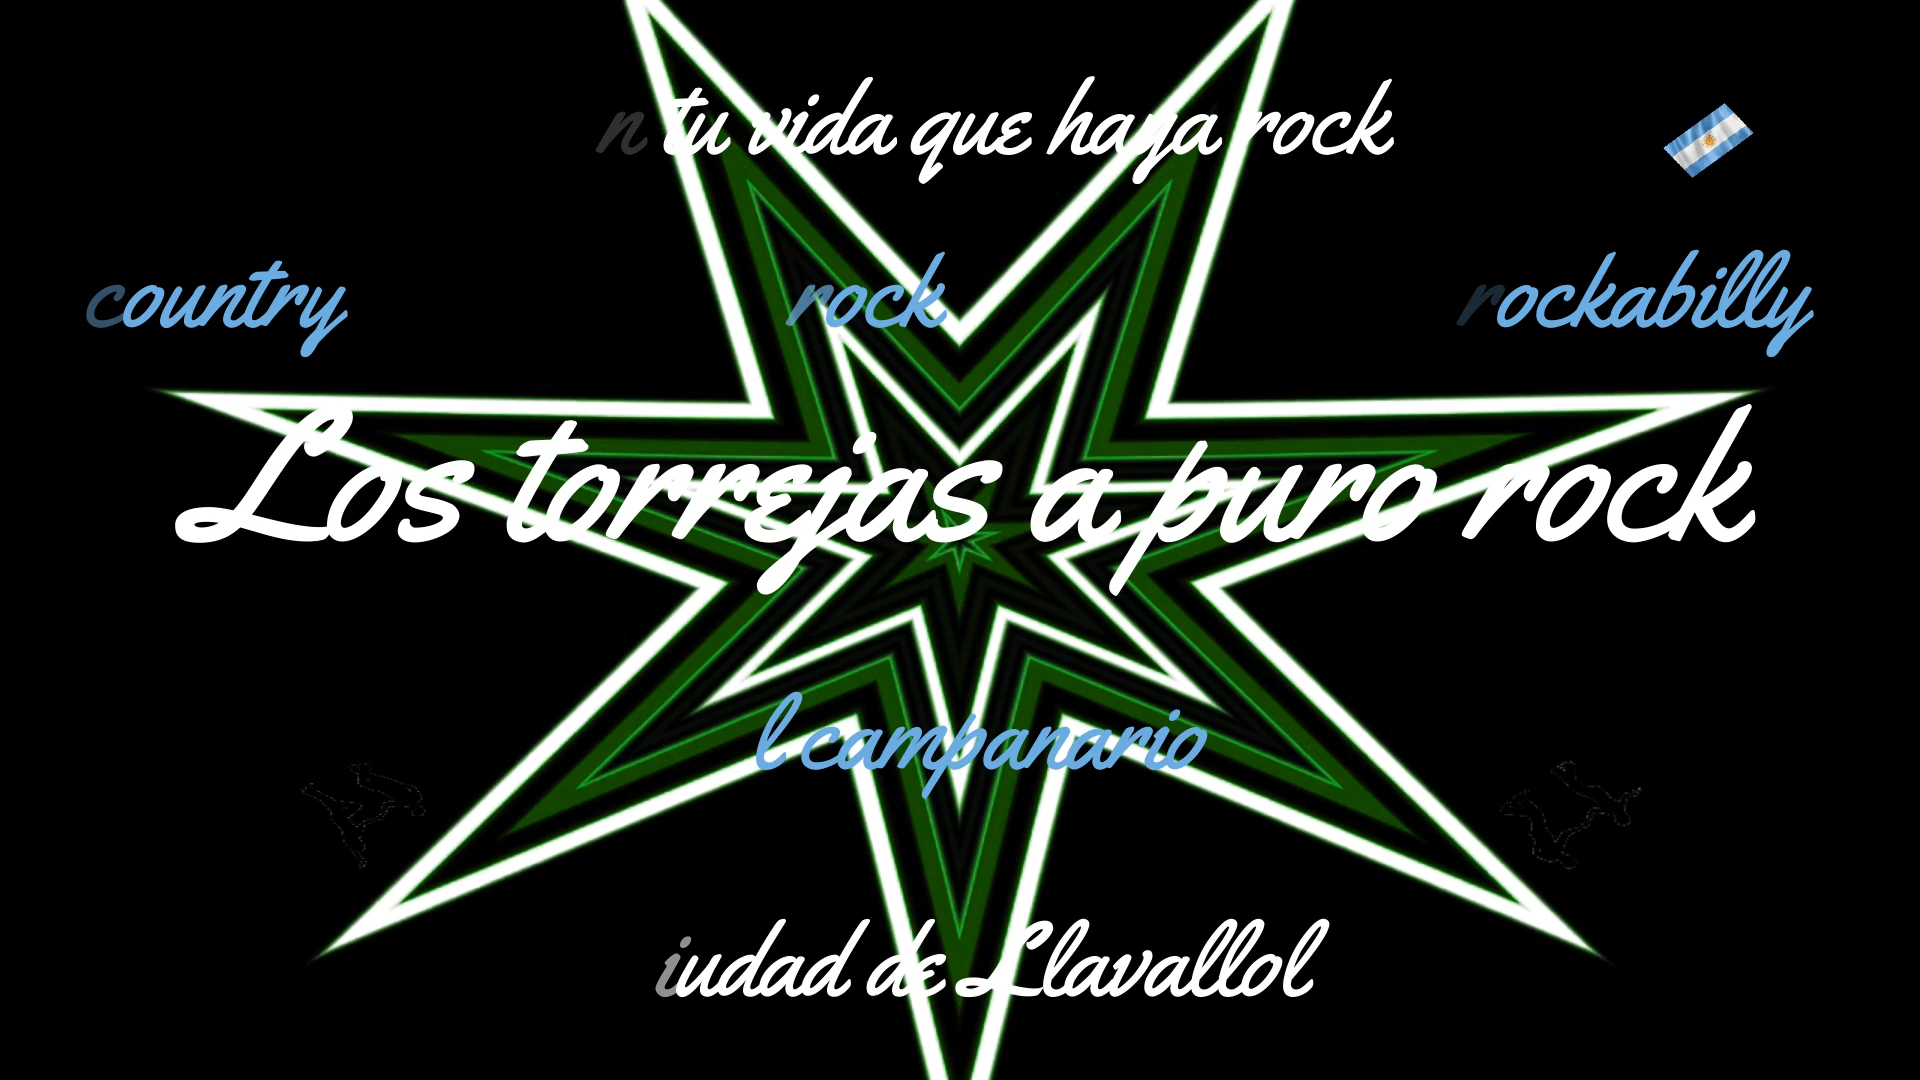 n tu vida que haya rock
country rock rockabilly
Los torrejas a puro rock
l campanario
iudad de Llavallol